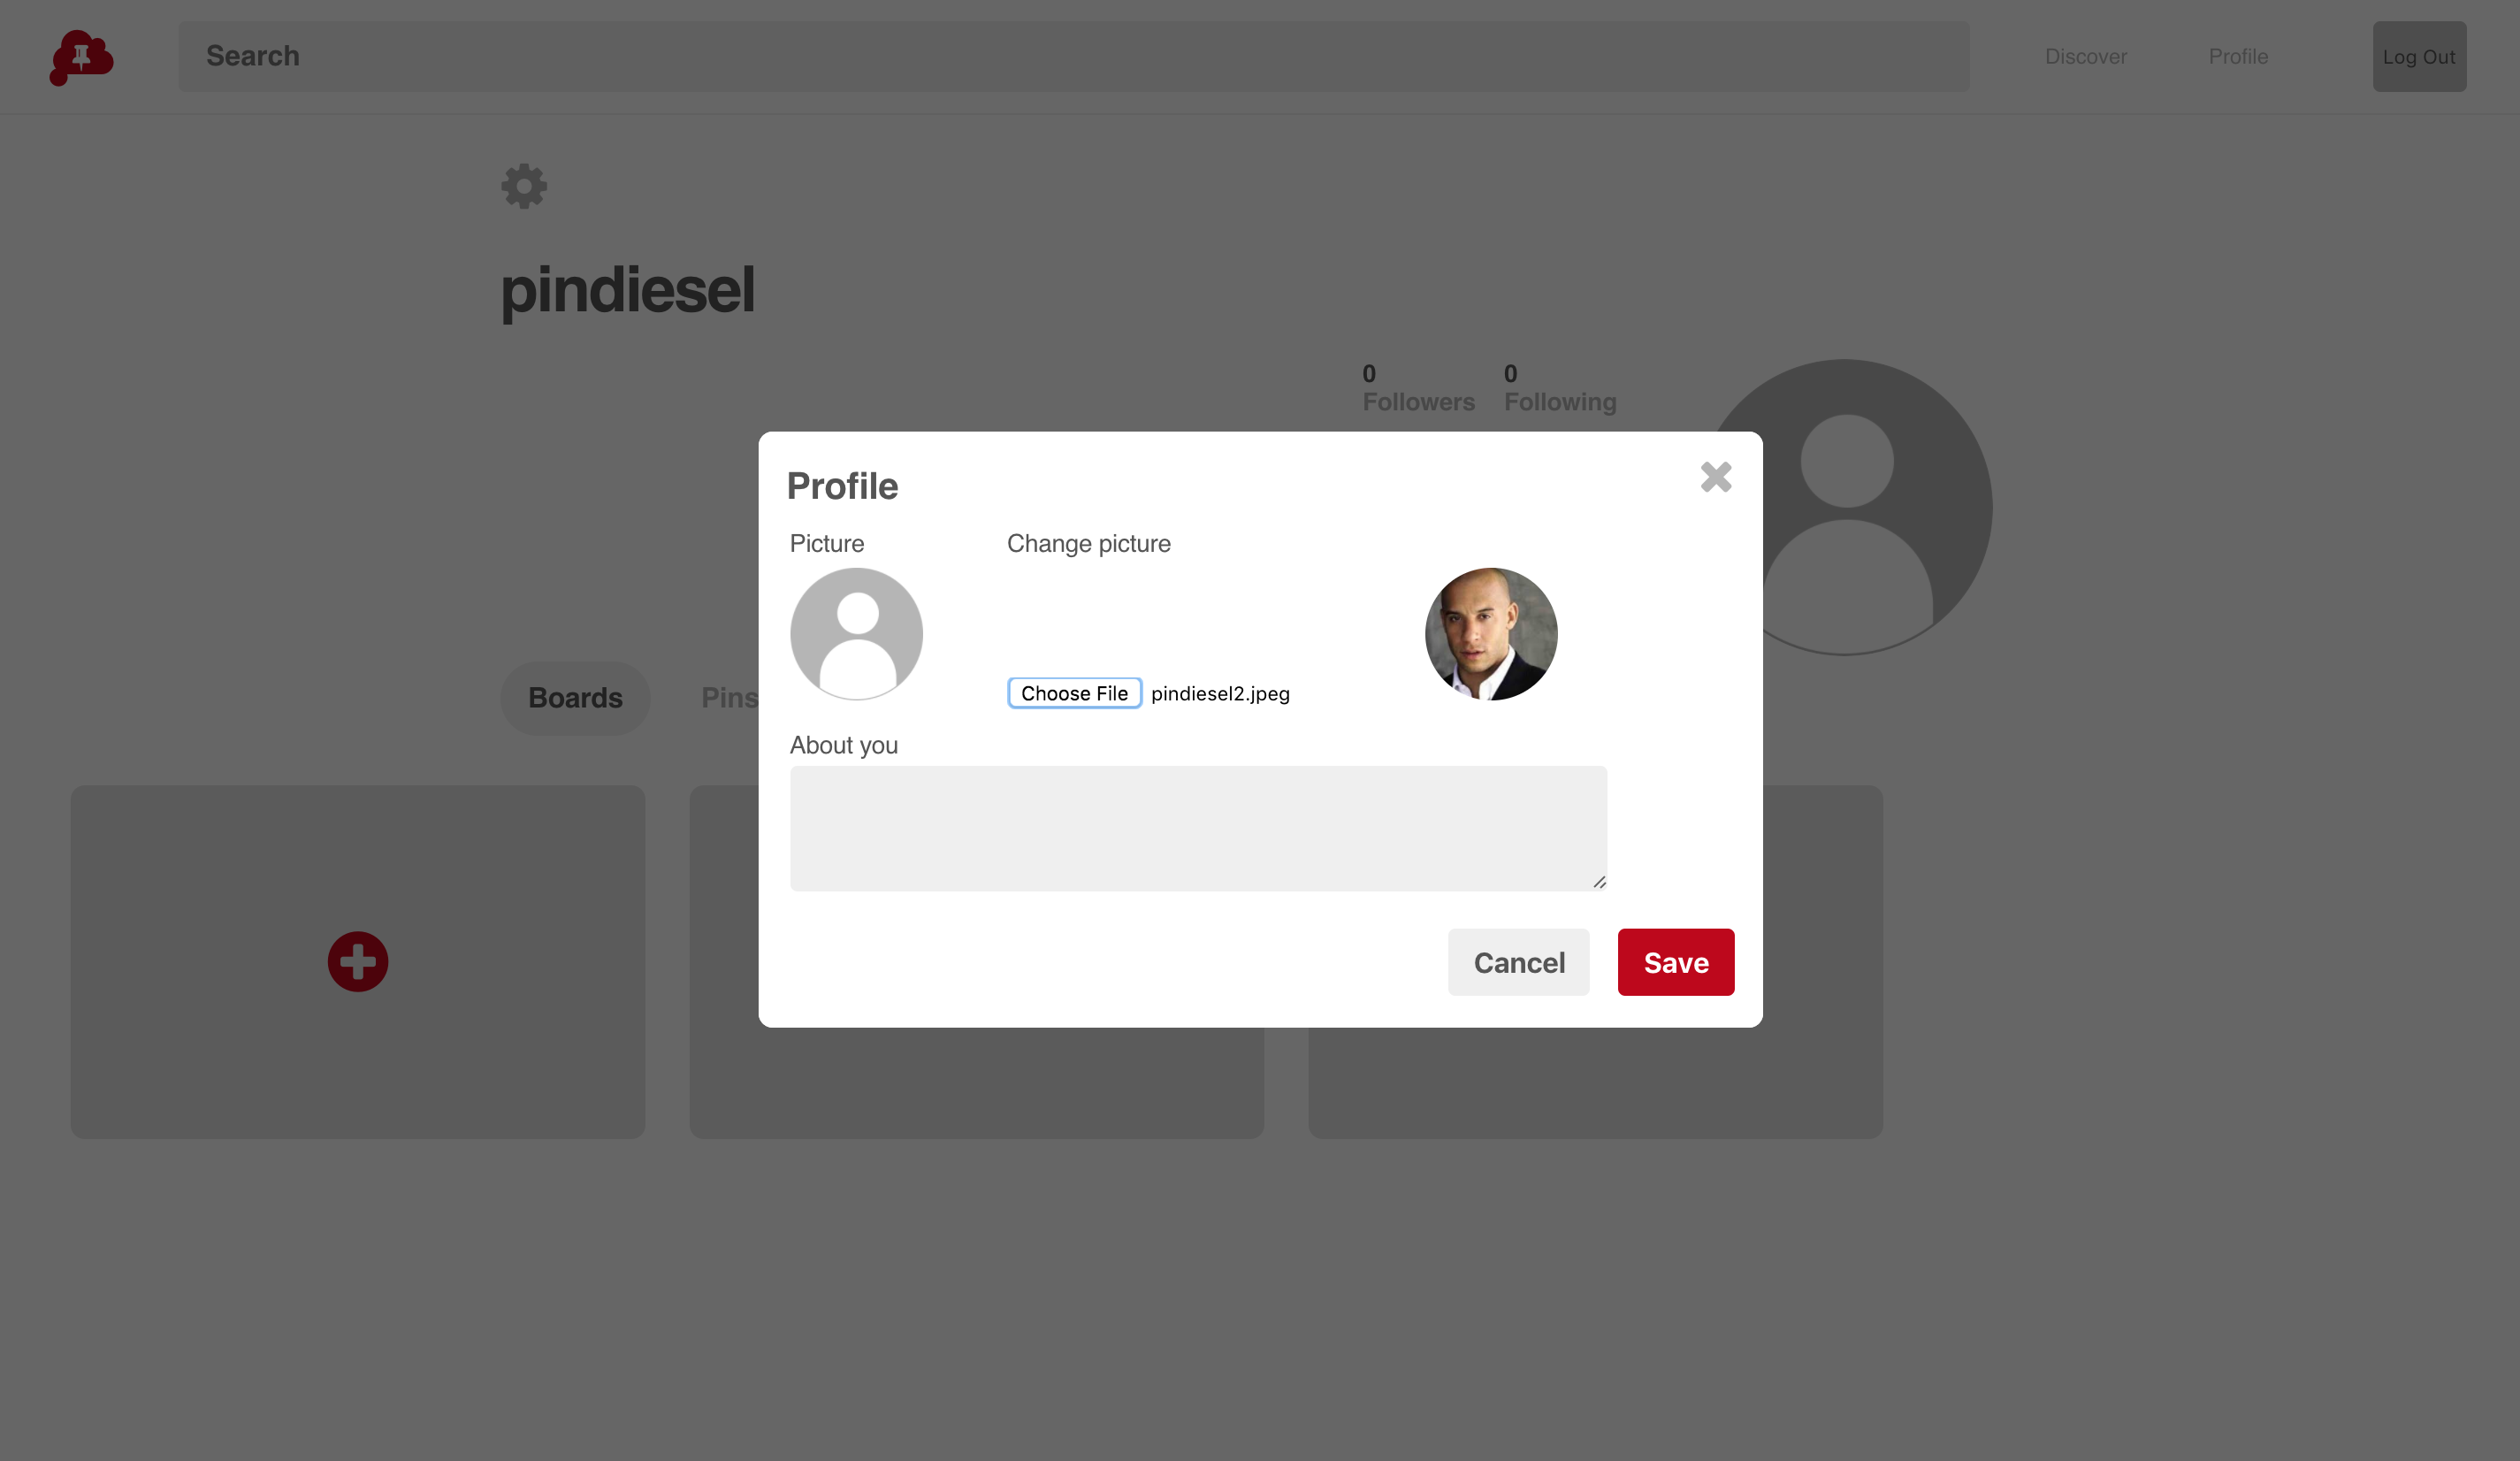 Search
Discover
Profile
Log Out
pindiesel
0
Followers
0
Following
Profile
Picture
Change picture
Choose File pindiesel2.jpeg
Boards
Pins
About you
Cancel
Save